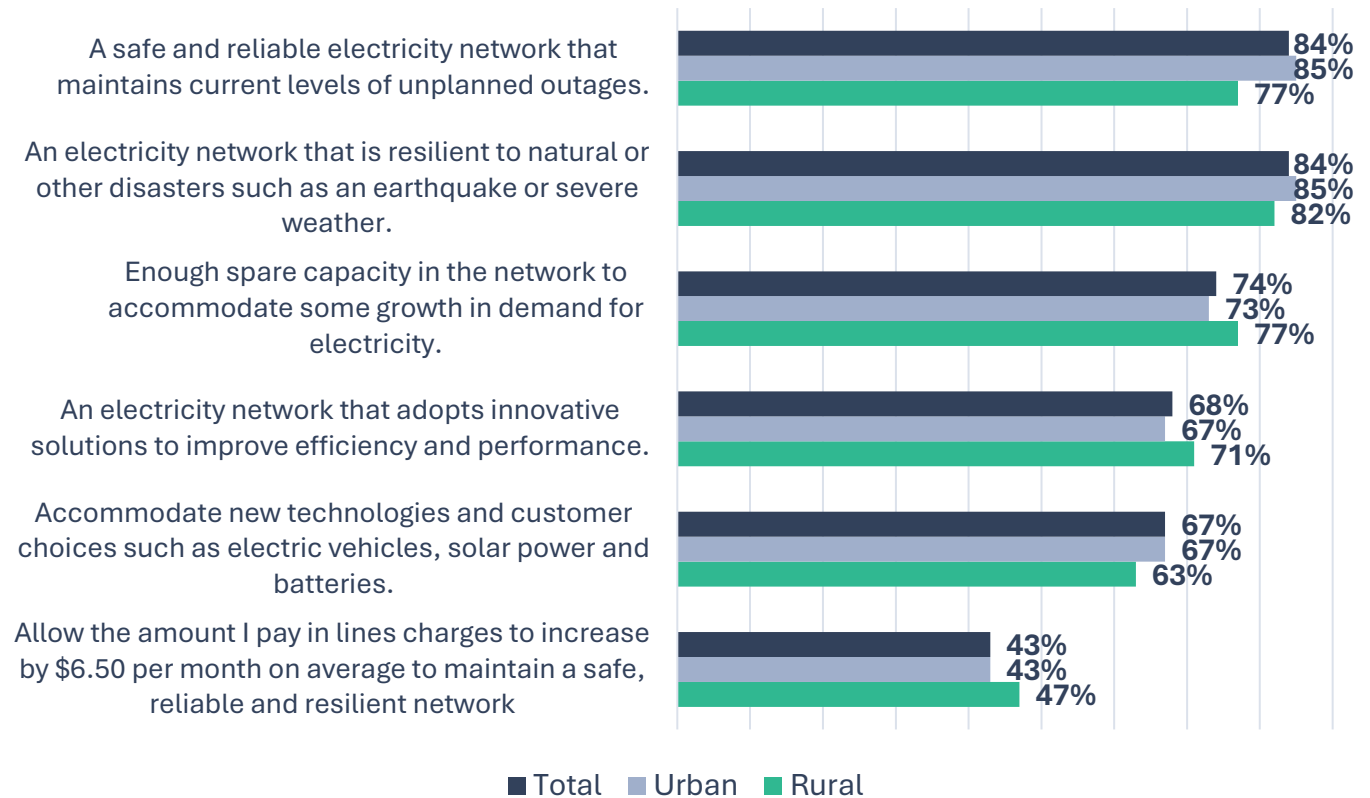 A safe and reliable electricity network that
maintains current levels of unplanned outages.
84%
85%
77%
An electricity network that is resilient to natural or
other disasters such as an earthquake or severe
weather.
84%
85%
82%
Enough spare capacity in the network to
accommodate some growth in demand for
electricity.
74%
73%
77%
An electricity network that adopts innovative
solutions to improve efficiency and performance.
68%
67%
71%
Accommodate new technologies and customer
choices such as electric vehicles, solar power and
batteries.
67%
67%
63%
Allow the amount I pay in lines charges to increase
by $6.50 per month on average to maintain a safe,
reliable and resilient network
43%
43%
47%
Total Urban Rural